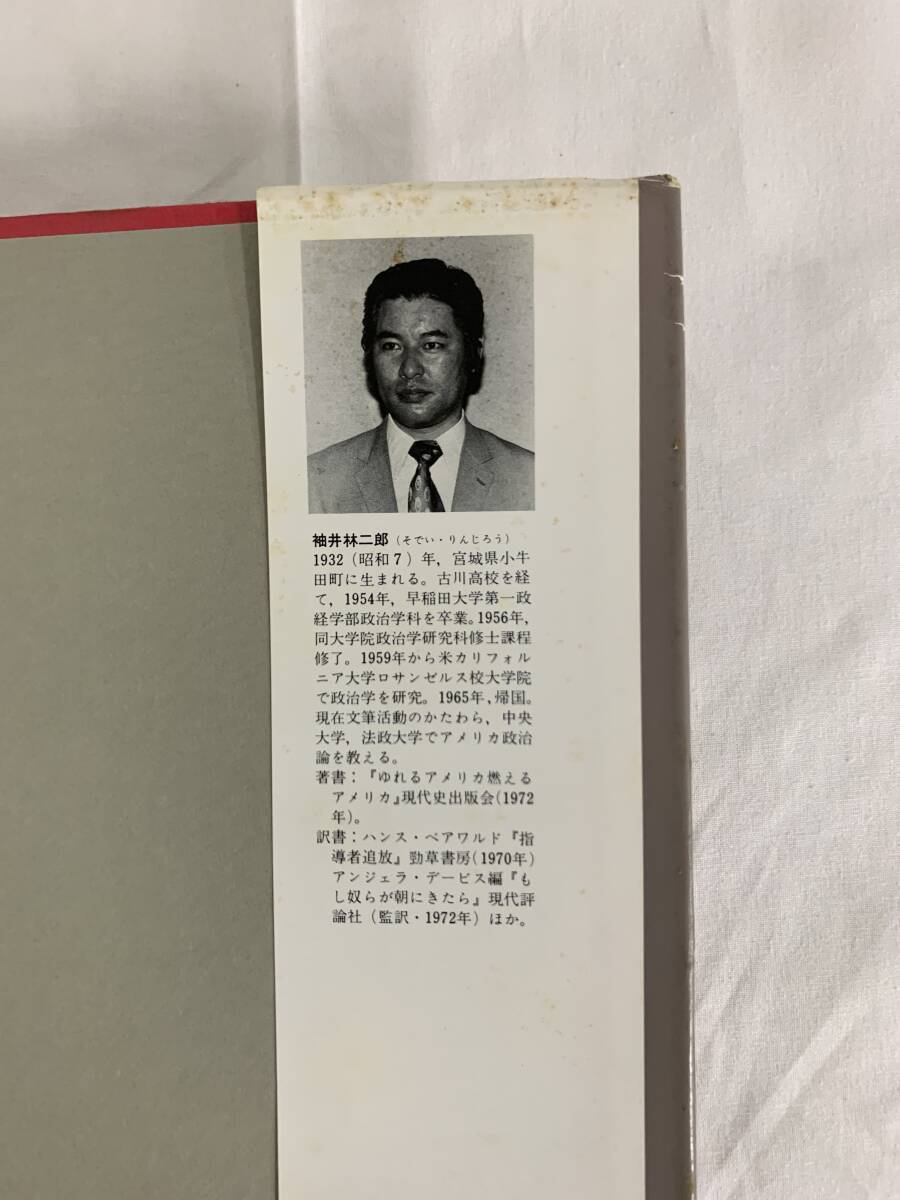 袖井林二郎（そでい・りんじろう）
1932（昭和7）年，宮城県小牛
田町に生まれる。古川高校を経
て，1954年，早稲田大学第一政
経学部政治学科を卒業。1956年，
同大学院政治学研究科修士課程
修了。1959年から米カリフォル
ニア大学ロサンゼルス校大学院
で政治学を研究。1965年，帰国。
現在文筆活動のかたわら，中央
大学，法政大学でアメリカ政治
論を教える。
著書：『ゆれるアメリカ燃える
アメリカ』現代史出版会（1972
年）。
訳書：ハンス・ベアワルド『指
導者追放』勁草書房（1970年）
アンジェラ・デービス編『も
し奴らが朝にきたら』現代評
論社（監訳・1972年）ほか。